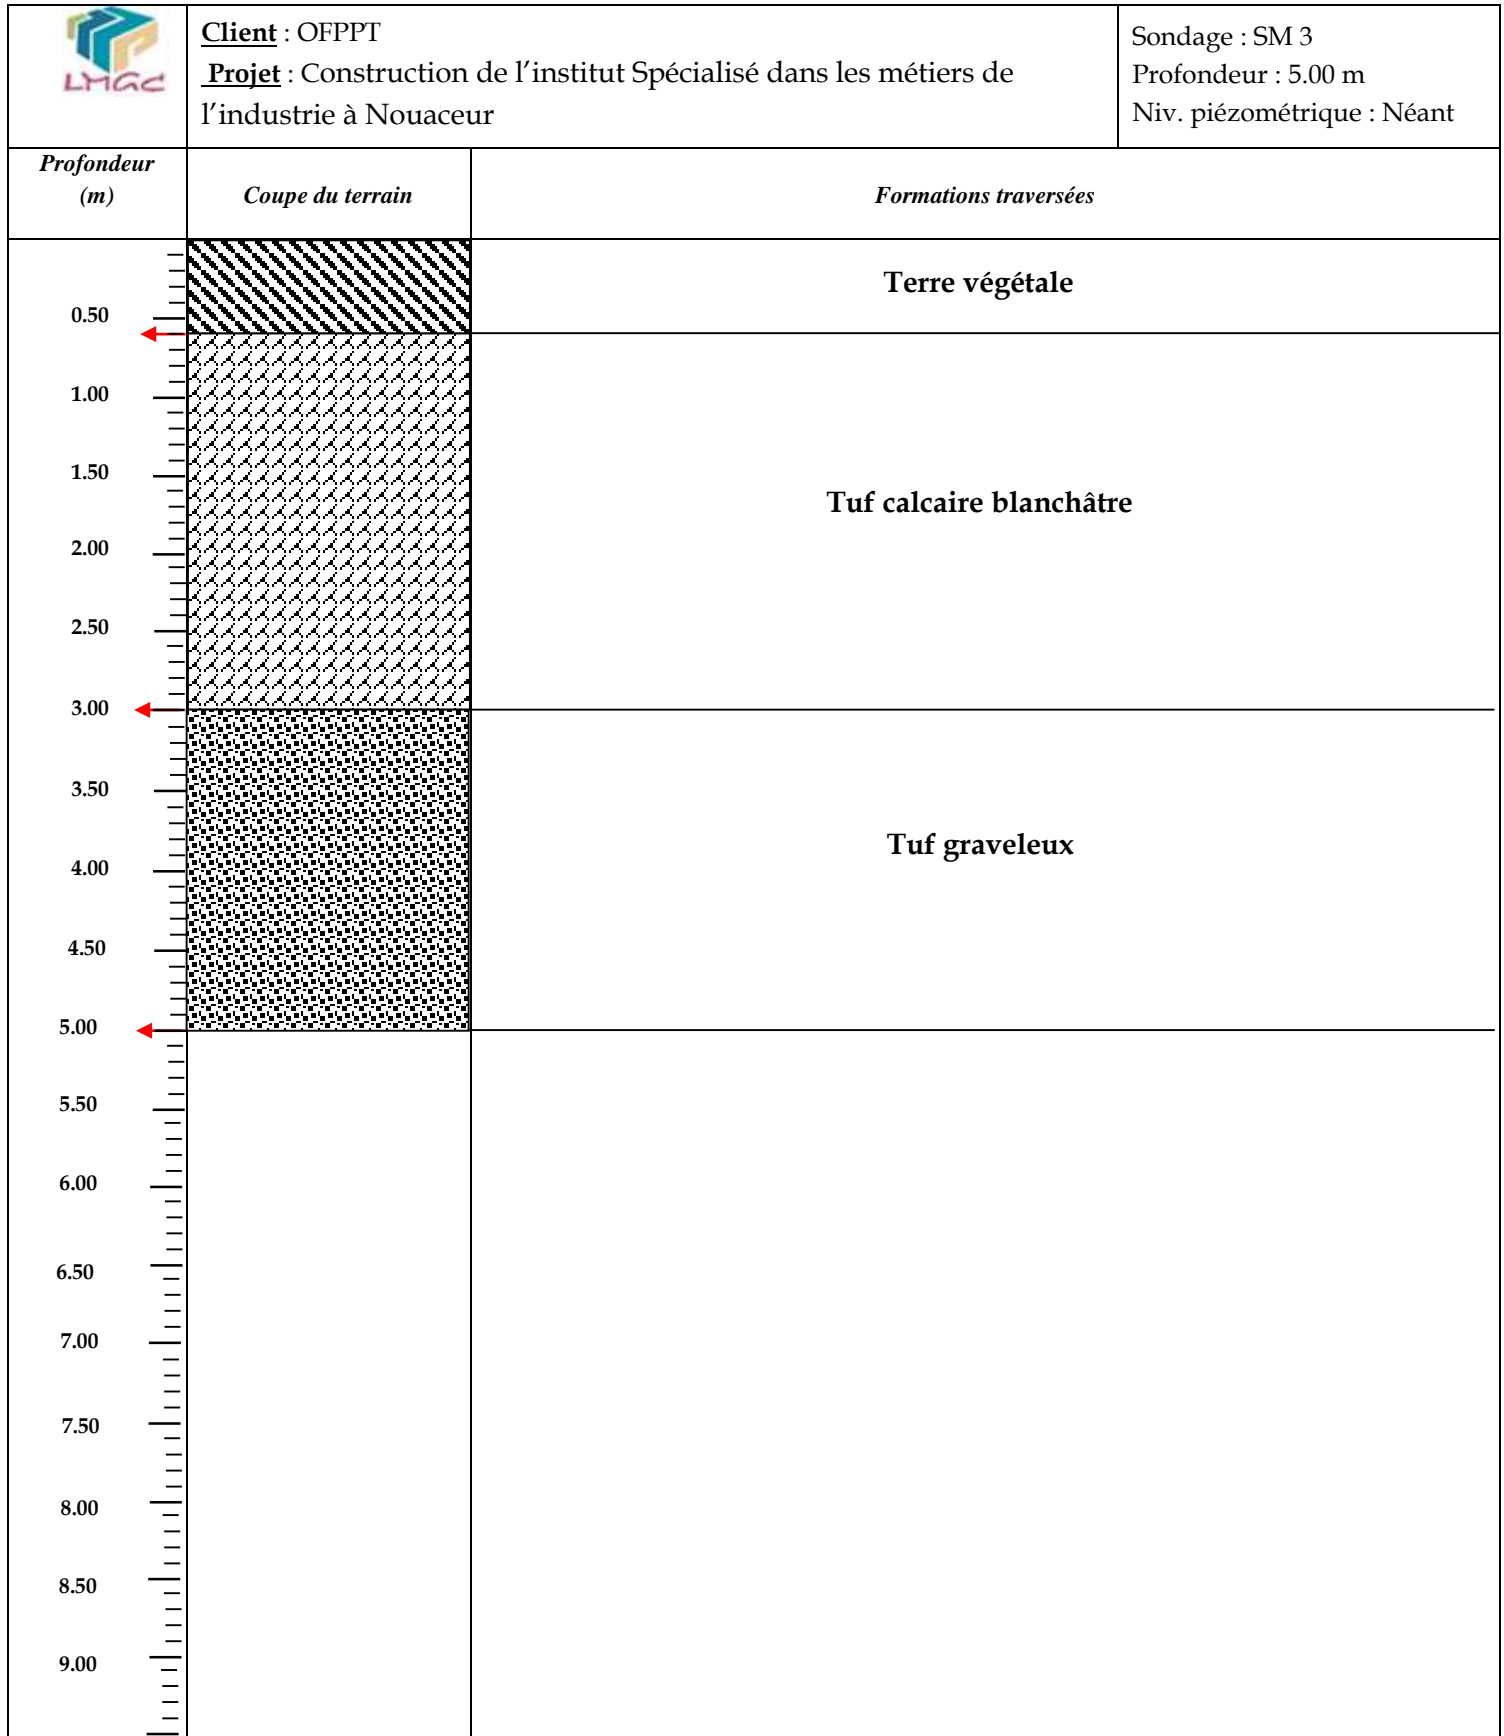 LMGC
Client : OFPPT
Projet : Construction de l’institut Spécialisé dans les métiers de
l’industrie à Nouaceur
Sondage : SM 3
Profondeur : 5.00 m
Niv. piézométrique : Néant
Profondeur
(m)
Coupe du terrain
Formations traversées
Terre végétale
0.50
1.00
1.50
Tuf calcaire blanchâtre
2.00
2.50
3.00
3.50
Tuf graveleux
4.00
4.50
5.00
5.50
6.00
6.50
7.00
7.50
8.00
8.50
9.00